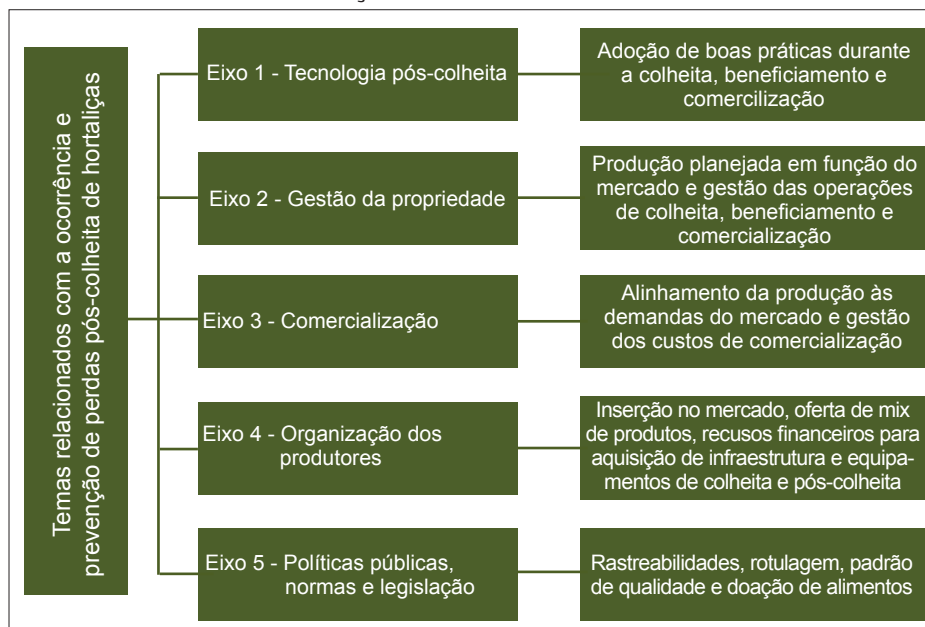 Temas relacionados com a ocorrência e
prevenção de perdas pós-colheita de hortaliças
Eixo 1 - Tecnologia pós-colheita
Adoção de boas práticas durante
a colheita, beneficiamento e
comercilização
Eixo 2 - Gestão da propriedade
Produção planejada em função do
mercado e gestão das operações
de colheita, beneficiamento e
comercialização
Eixo 3 - Comercialização
Alinhamento da produção às
demandas do mercado e gestão
dos custos de comercialização
Eixo 4 - Organização dos
produtores
Inserção no mercado, oferta de mix
de produtos, recusos financeiros para
aquisição de infraestrutura e equipa-
mentos de colheita e pós-colheita
Eixo 5 - Políticas públicas,
normas e legislação
Rastreabilidades, rotulagem, padrão
de qualidade e doação de alimentos